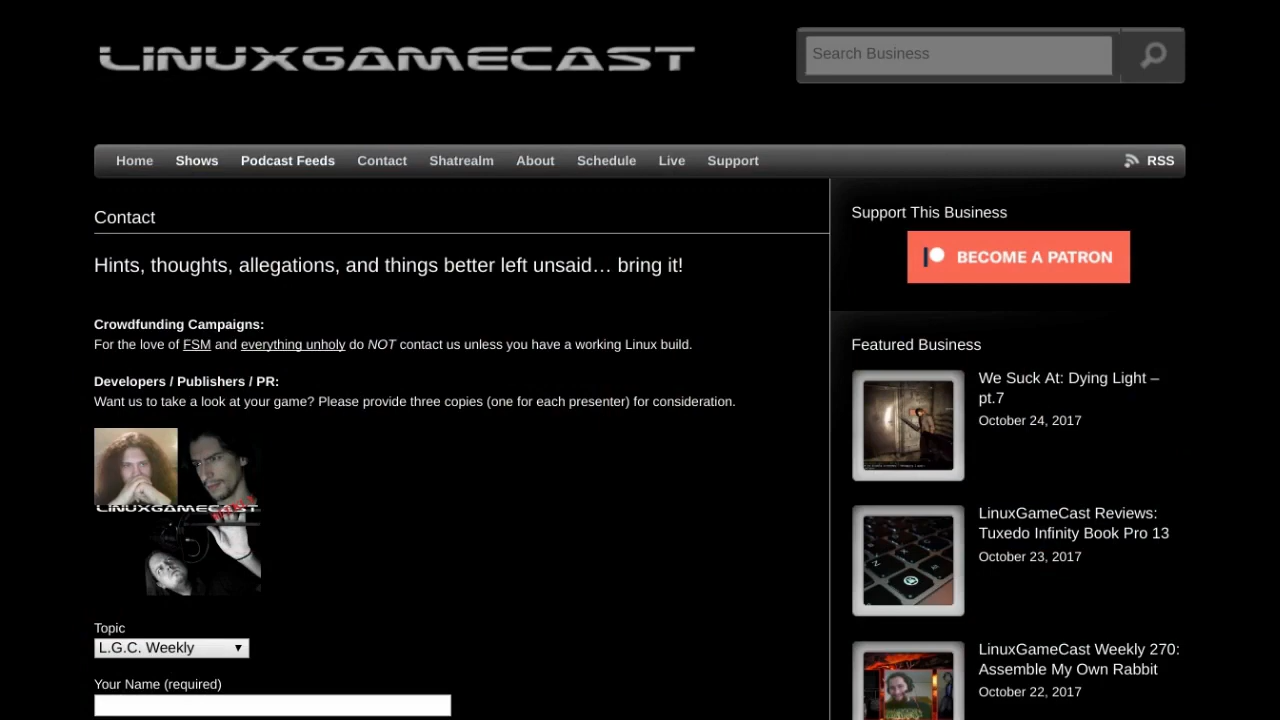 LINUXGAMECAST
Search Business
Home Shows Podcast Feeds Contact Shatrealm About Schedule Live Support RSS
Contact
Hints, thoughts, allegations, and things better left unsaid… bring it!
Crowdfunding Campaigns:
For the love of FSM and everything unholy do NOT contact us unless you have a working Linux build.
Developers / Publishers / PR:
Want us to take a look at your game? Please provide three copies (one for each presenter) for consideration.
LINUXGAMECAST
Topic
L.G.C. Weekly
Your Name (required)
Support This Business
BECOME A PATRON
Featured Business
We Suck At: Dying Light –
pt.7
October 24, 2017
LinuxGameCast Reviews:
Tuxedo Infinity Book Pro 13
October 23, 2017
LinuxGameCast Weekly 270:
Assemble My Own Rabbit
October 22, 2017